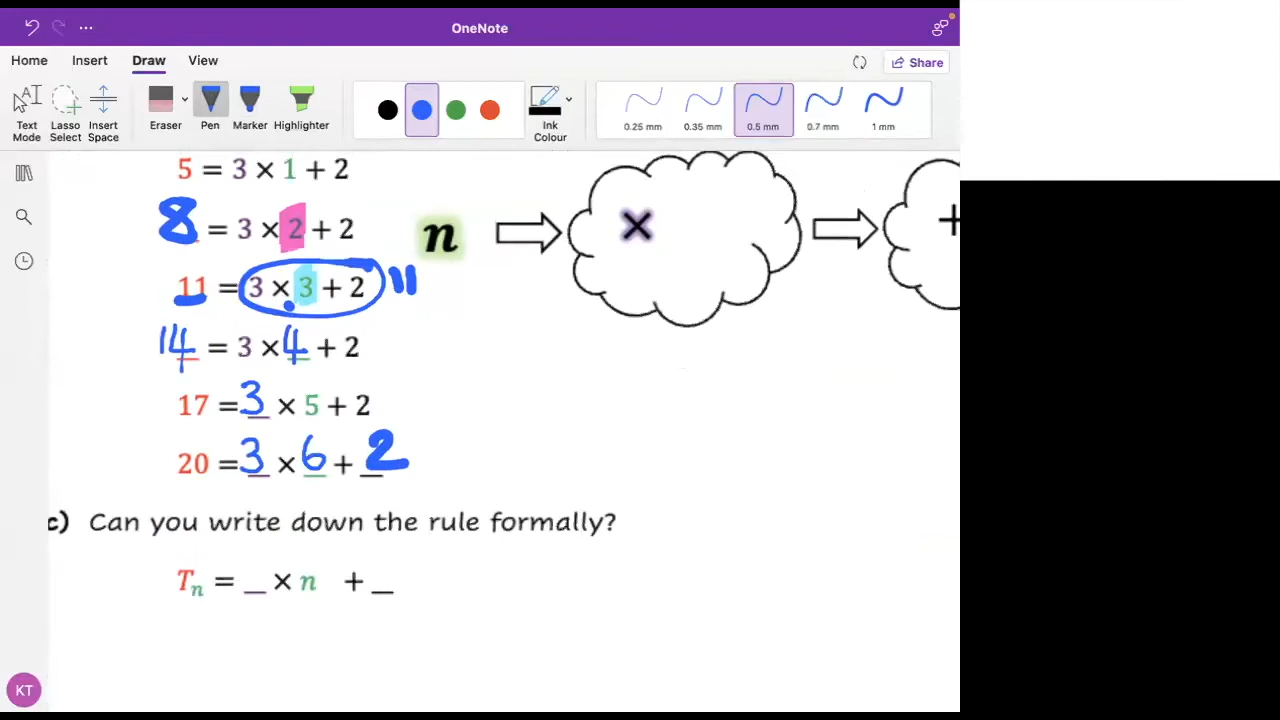 OneNote
Home Insert Draw View Share
Text Mode Lasso Select Insert Space Eraser Pen Marker Highlighter Ink Colour 0.25 mm 0.35 mm 0.5 mm 0.7 mm 1 mm
5 = 3 × 1 + 2
8 = 3 × 2 + 2
n × +
11 = 3 × 3 + 2 11
14 = 3 × 4 + 2
17 = 3 × 5 + 2
20 = 3 × 6 + 2
c) Can you write down the rule formally?
Tn = _ × n + _
KT